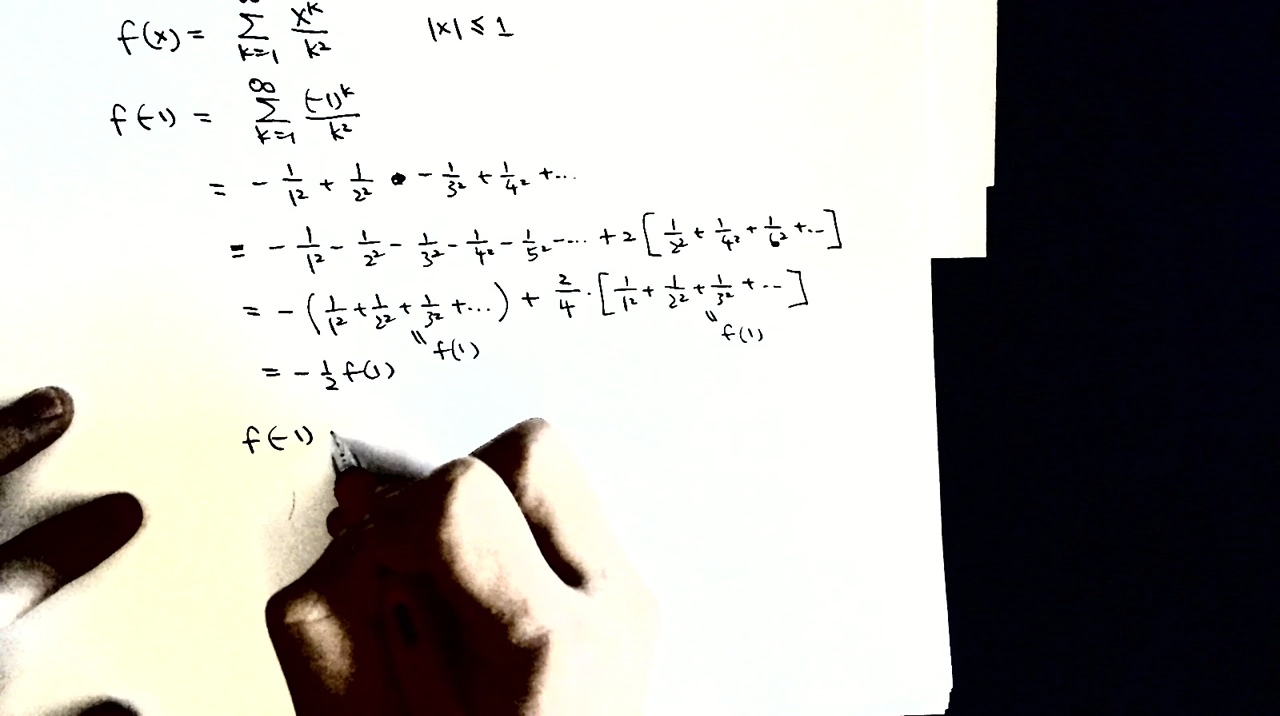 f(x) = ∑_{k=1}^{∞} x^k/k² |x| ≤ 1
f(-1) = ∑_{k=1}^{∞} (-1)^k/k²
= - 1/1² + 1/2² - 1/3² + 1/4² + ...
= - 1/1² - 1/2² - 1/3² - 1/4² - 1/5² - ... + 2 [ 1/2² + 1/4² + 1/6² + ... ]
= - ( 1/1² + 1/2² + 1/3² + ... ) + 2/4 · [ 1/1² + 1/2² + 1/3² + ... ]
" f(1) " f(1)
= - 1/2 f(1)
f(-1)